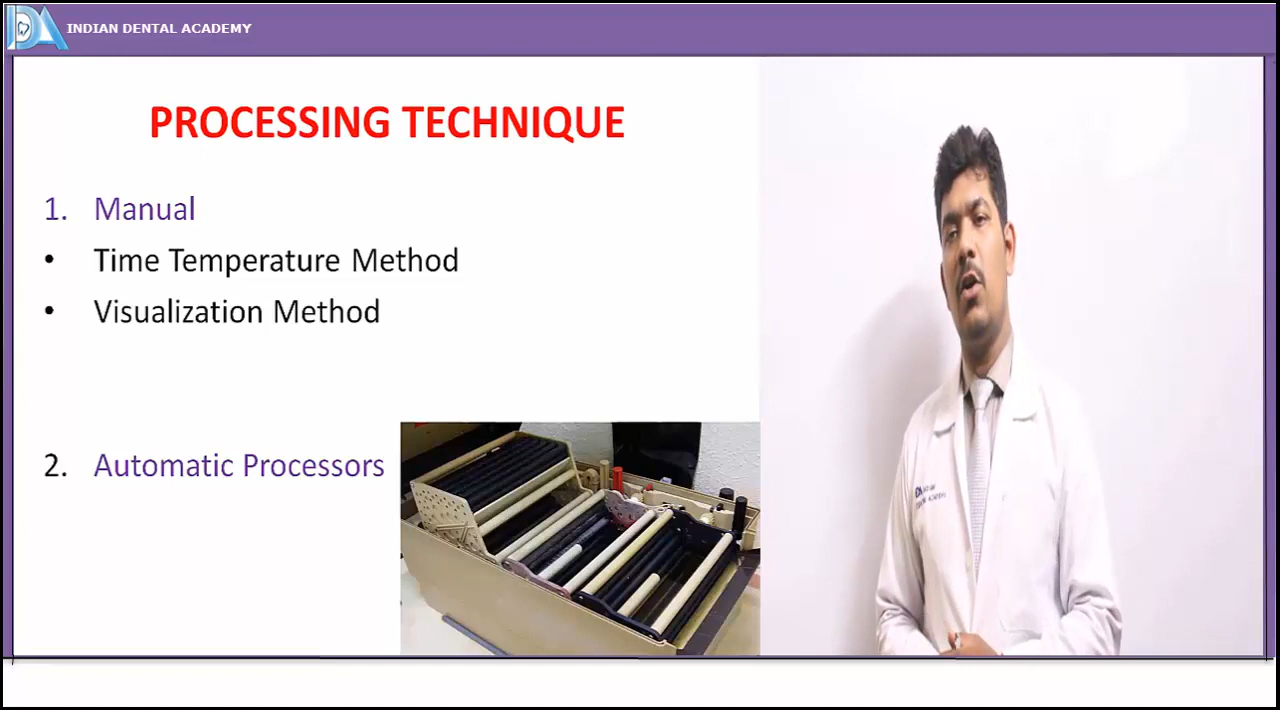 INDIAN DENTAL ACADEMY
PROCESSING TECHNIQUE
1. Manual
• Time Temperature Method
• Visualization Method
2. Automatic Processors